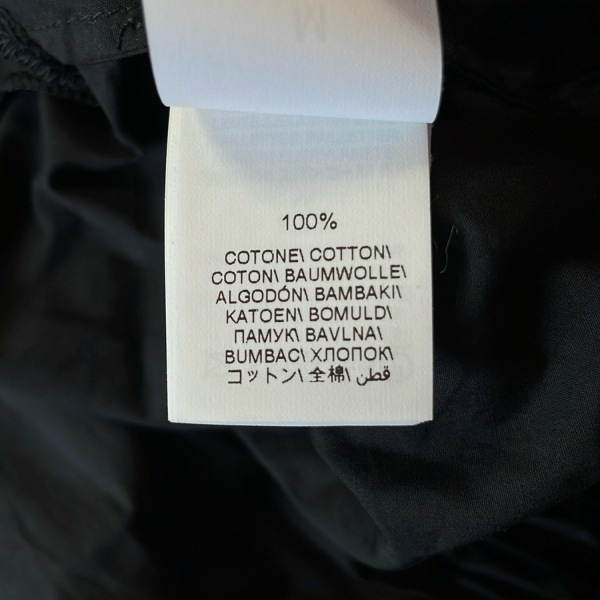 M
100%
COTONE\ COTTON\
COTON\ BAUMWOLLE\
ALGODÓN\ BAMBAKI\
KATOEN\ BOMULD\
ПАМУК\ BAVLNA\
BUMBAC\ ХЛОПОК\
コットン\ 全棉\ قطن